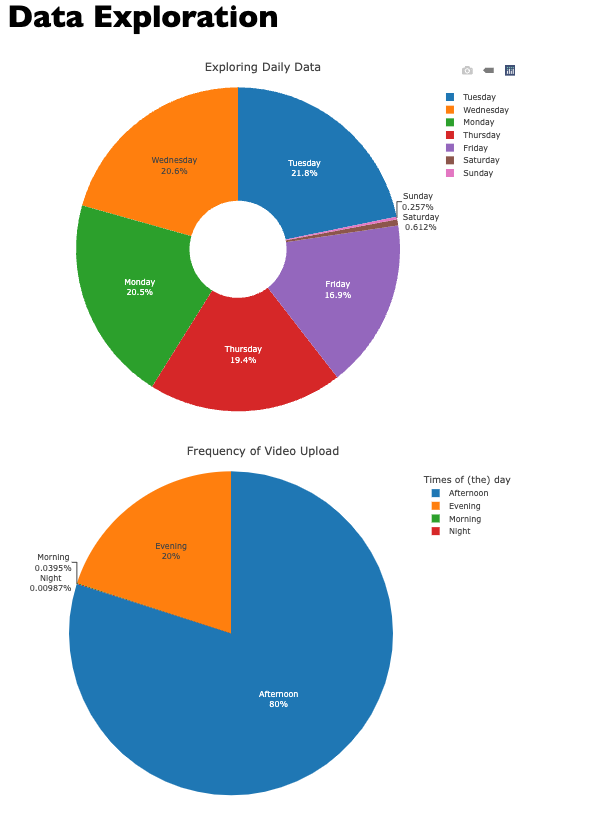 Data Exploration
Exploring Daily Data
Tuesday
Wednesday
Monday
Thursday
Friday
Saturday
Sunday
Wednesday
20.6%
Tuesday
21.8%
Sunday
0.257%
Saturday
0.612%
Monday
20.5%
Friday
16.9%
Thursday
19.4%
Frequency of Video Upload
Times of (the) day
Afternoon
Evening
Morning
Night
Evening
20%
Morning
0.0395%
Night
0.00987%
Afternoon
80%